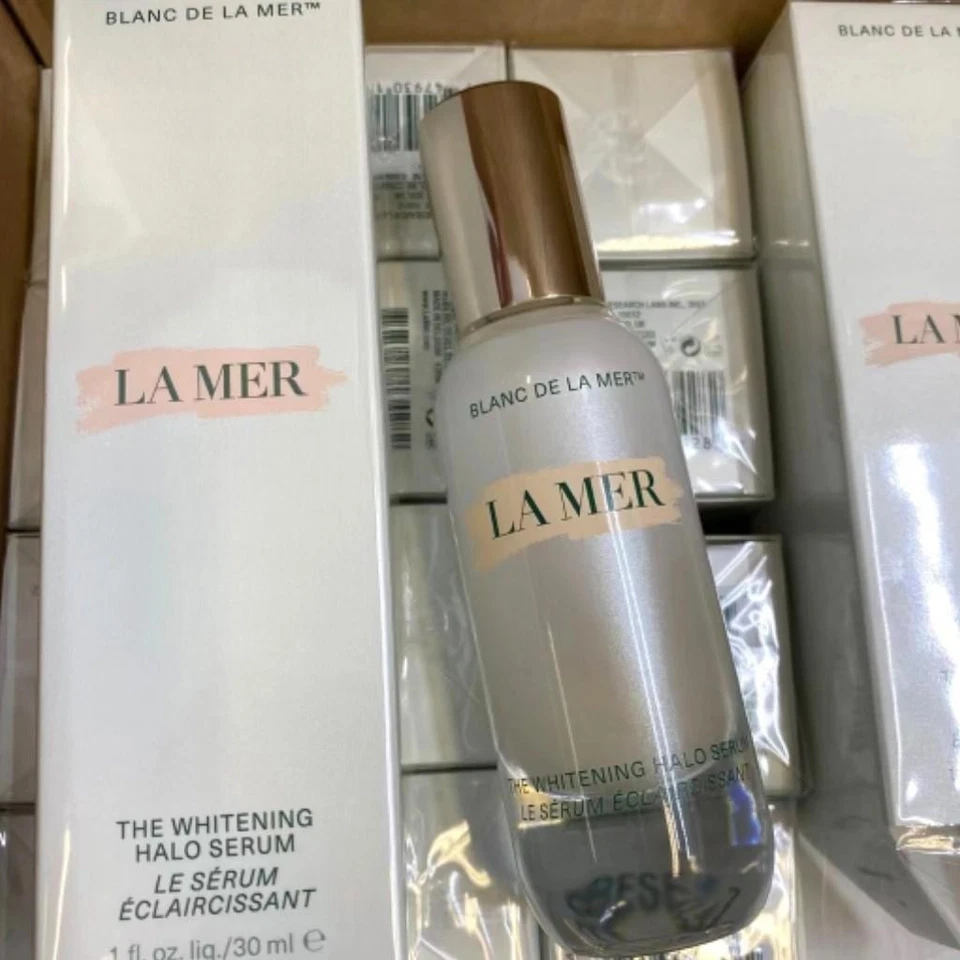 BLANC DE LA MER™
LA MER
THE WHITENING
HALO SERUM
LE SÉRUM
ÉCLAIRCISSANT
1 fl. oz. liq./30 ml ℮
BLANC DE LA MER™
LA MER
THE WHITENING HALO SERUM
LE SÉRUM ÉCLAIRCISSANT
BLANC DE LA
LA